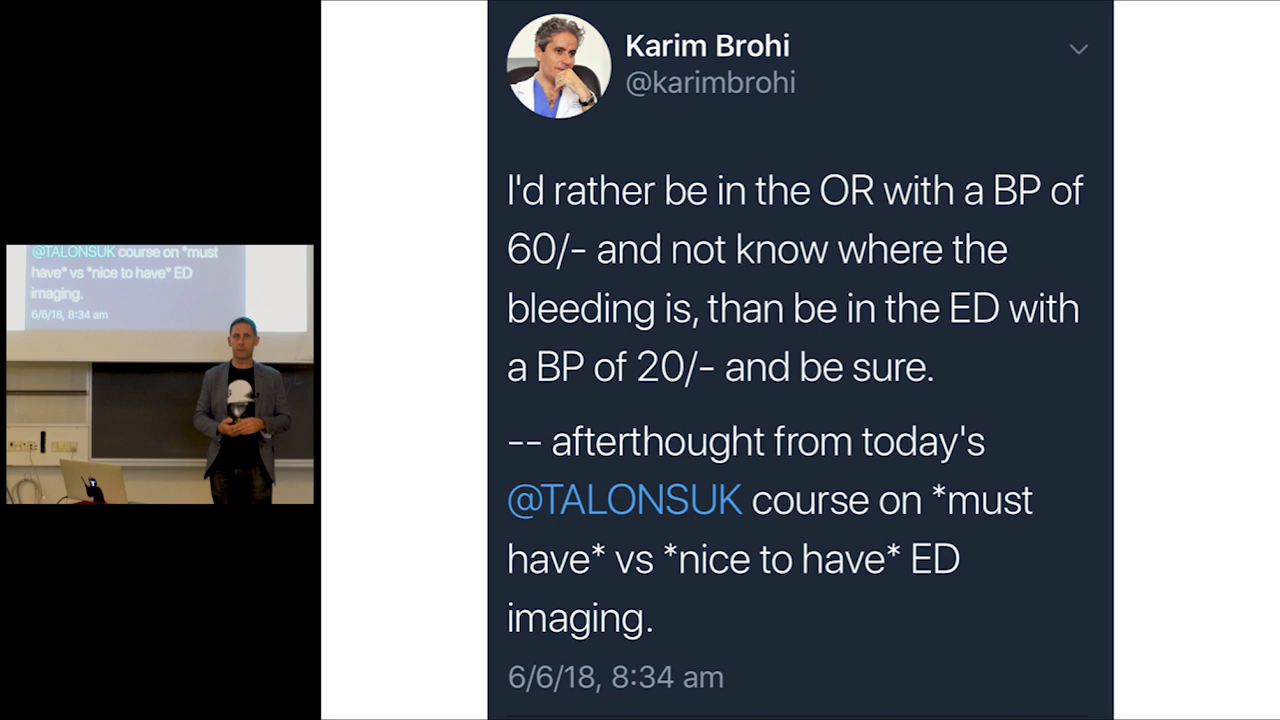 Karim Brohi
@karimbrohi
I'd rather be in the OR with a BP of
60/- and not know where the
bleeding is, than be in the ED with
a BP of 20/- and be sure.
-- afterthought from today's
@TALONSUK course on *must
have* vs *nice to have* ED
imaging.
6/6/18, 8:34 am
@TALONSUK course on *must
have* vs *nice to have* ED
imaging.
6/6/18, 8:34 am